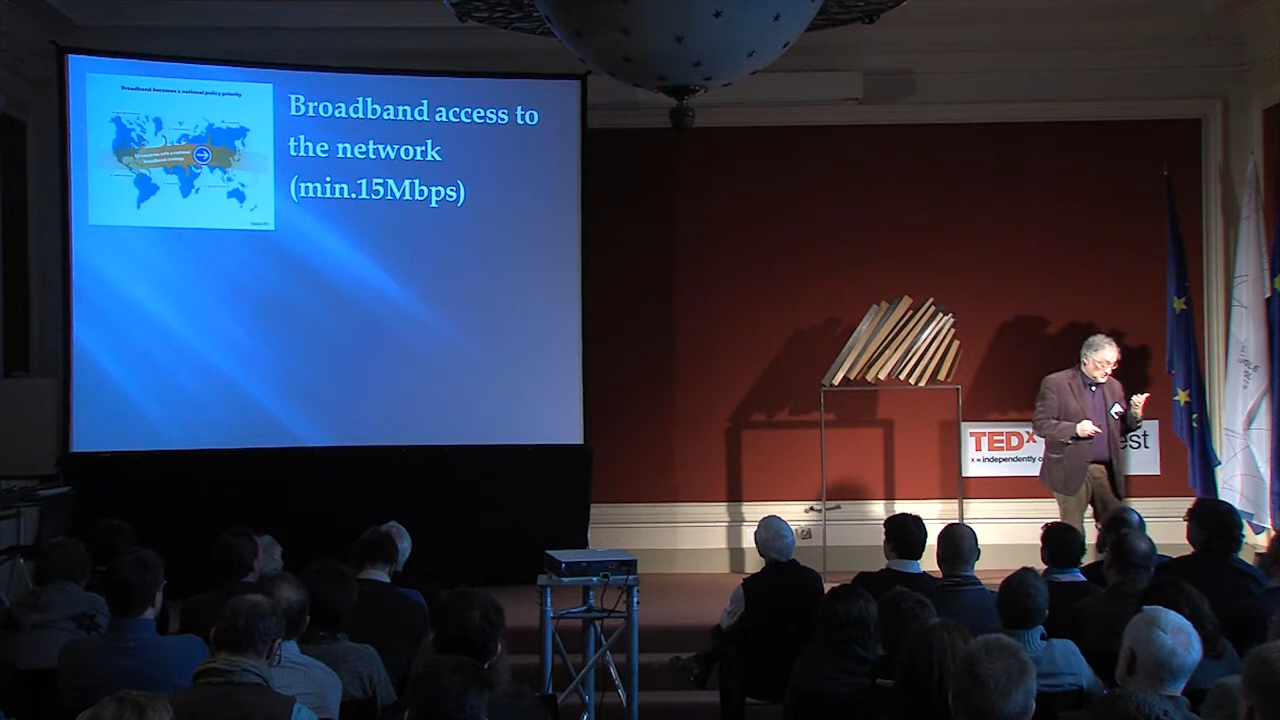 Broadband becomes a national policy priority
Broadband access to
the network
(min.15Mbps)
TEDx
est
x = independently o